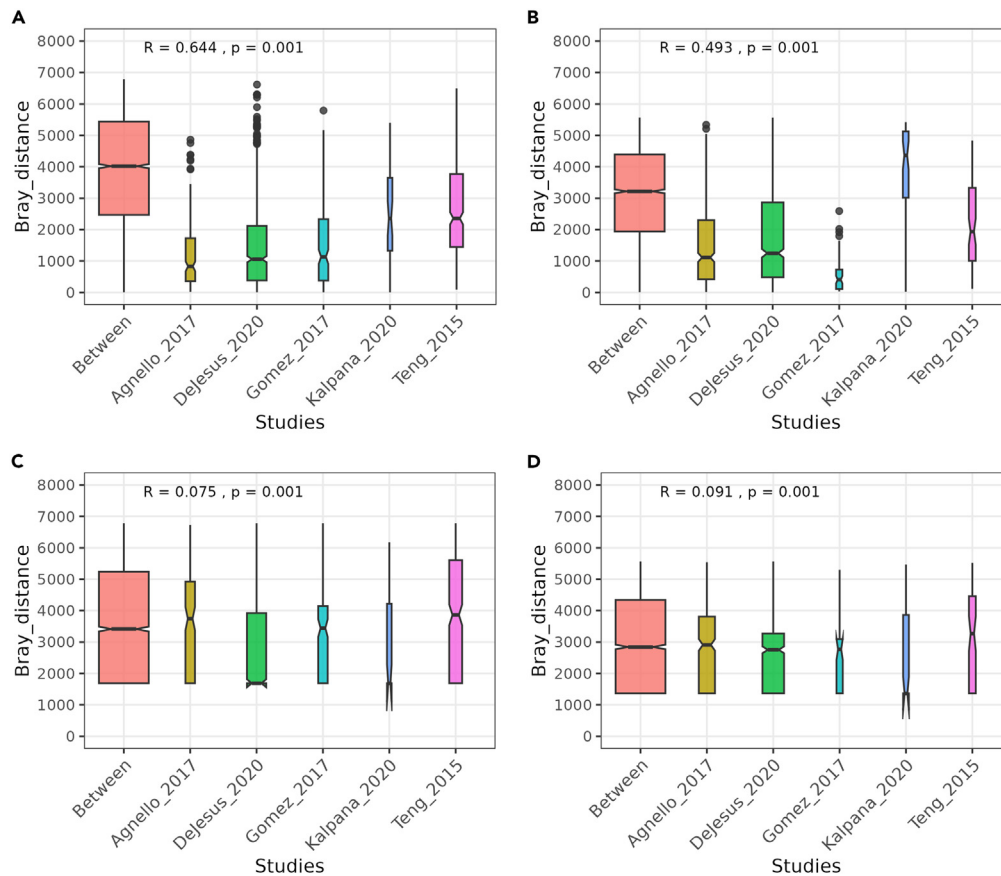 A
R = 0.644 , p = 0.001
Bray_distance
8000
7000
6000
5000
4000
3000
2000
1000
0
Between
Agnello_2017
DeJesus_2020
Gomez_2017
Kalpana_2020
Teng_2015
Studies
B
R = 0.493 , p = 0.001
Bray_distance
8000
7000
6000
5000
4000
3000
2000
1000
0
Between
Agnello_2017
DeJesus_2020
Gomez_2017
Kalpana_2020
Teng_2015
Studies
C
R = 0.075 , p = 0.001
Bray_distance
8000
7000
6000
5000
4000
3000
2000
1000
0
Between
Agnello_2017
DeJesus_2020
Gomez_2017
Kalpana_2020
Teng_2015
Studies
D
R = 0.091 , p = 0.001
Bray_distance
8000
7000
6000
5000
4000
3000
2000
1000
0
Between
Agnello_2017
DeJesus_2020
Gomez_2017
Kalpana_2020
Teng_2015
Studies